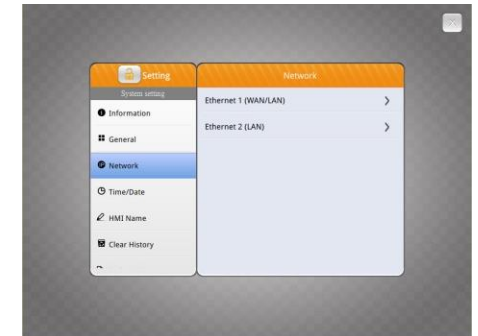 Setting
System setting
Information
General
Network
Time/Date
HMI Name
Clear History
Network
Ethernet 1 (WAN/LAN)
Ethernet 2 (LAN)